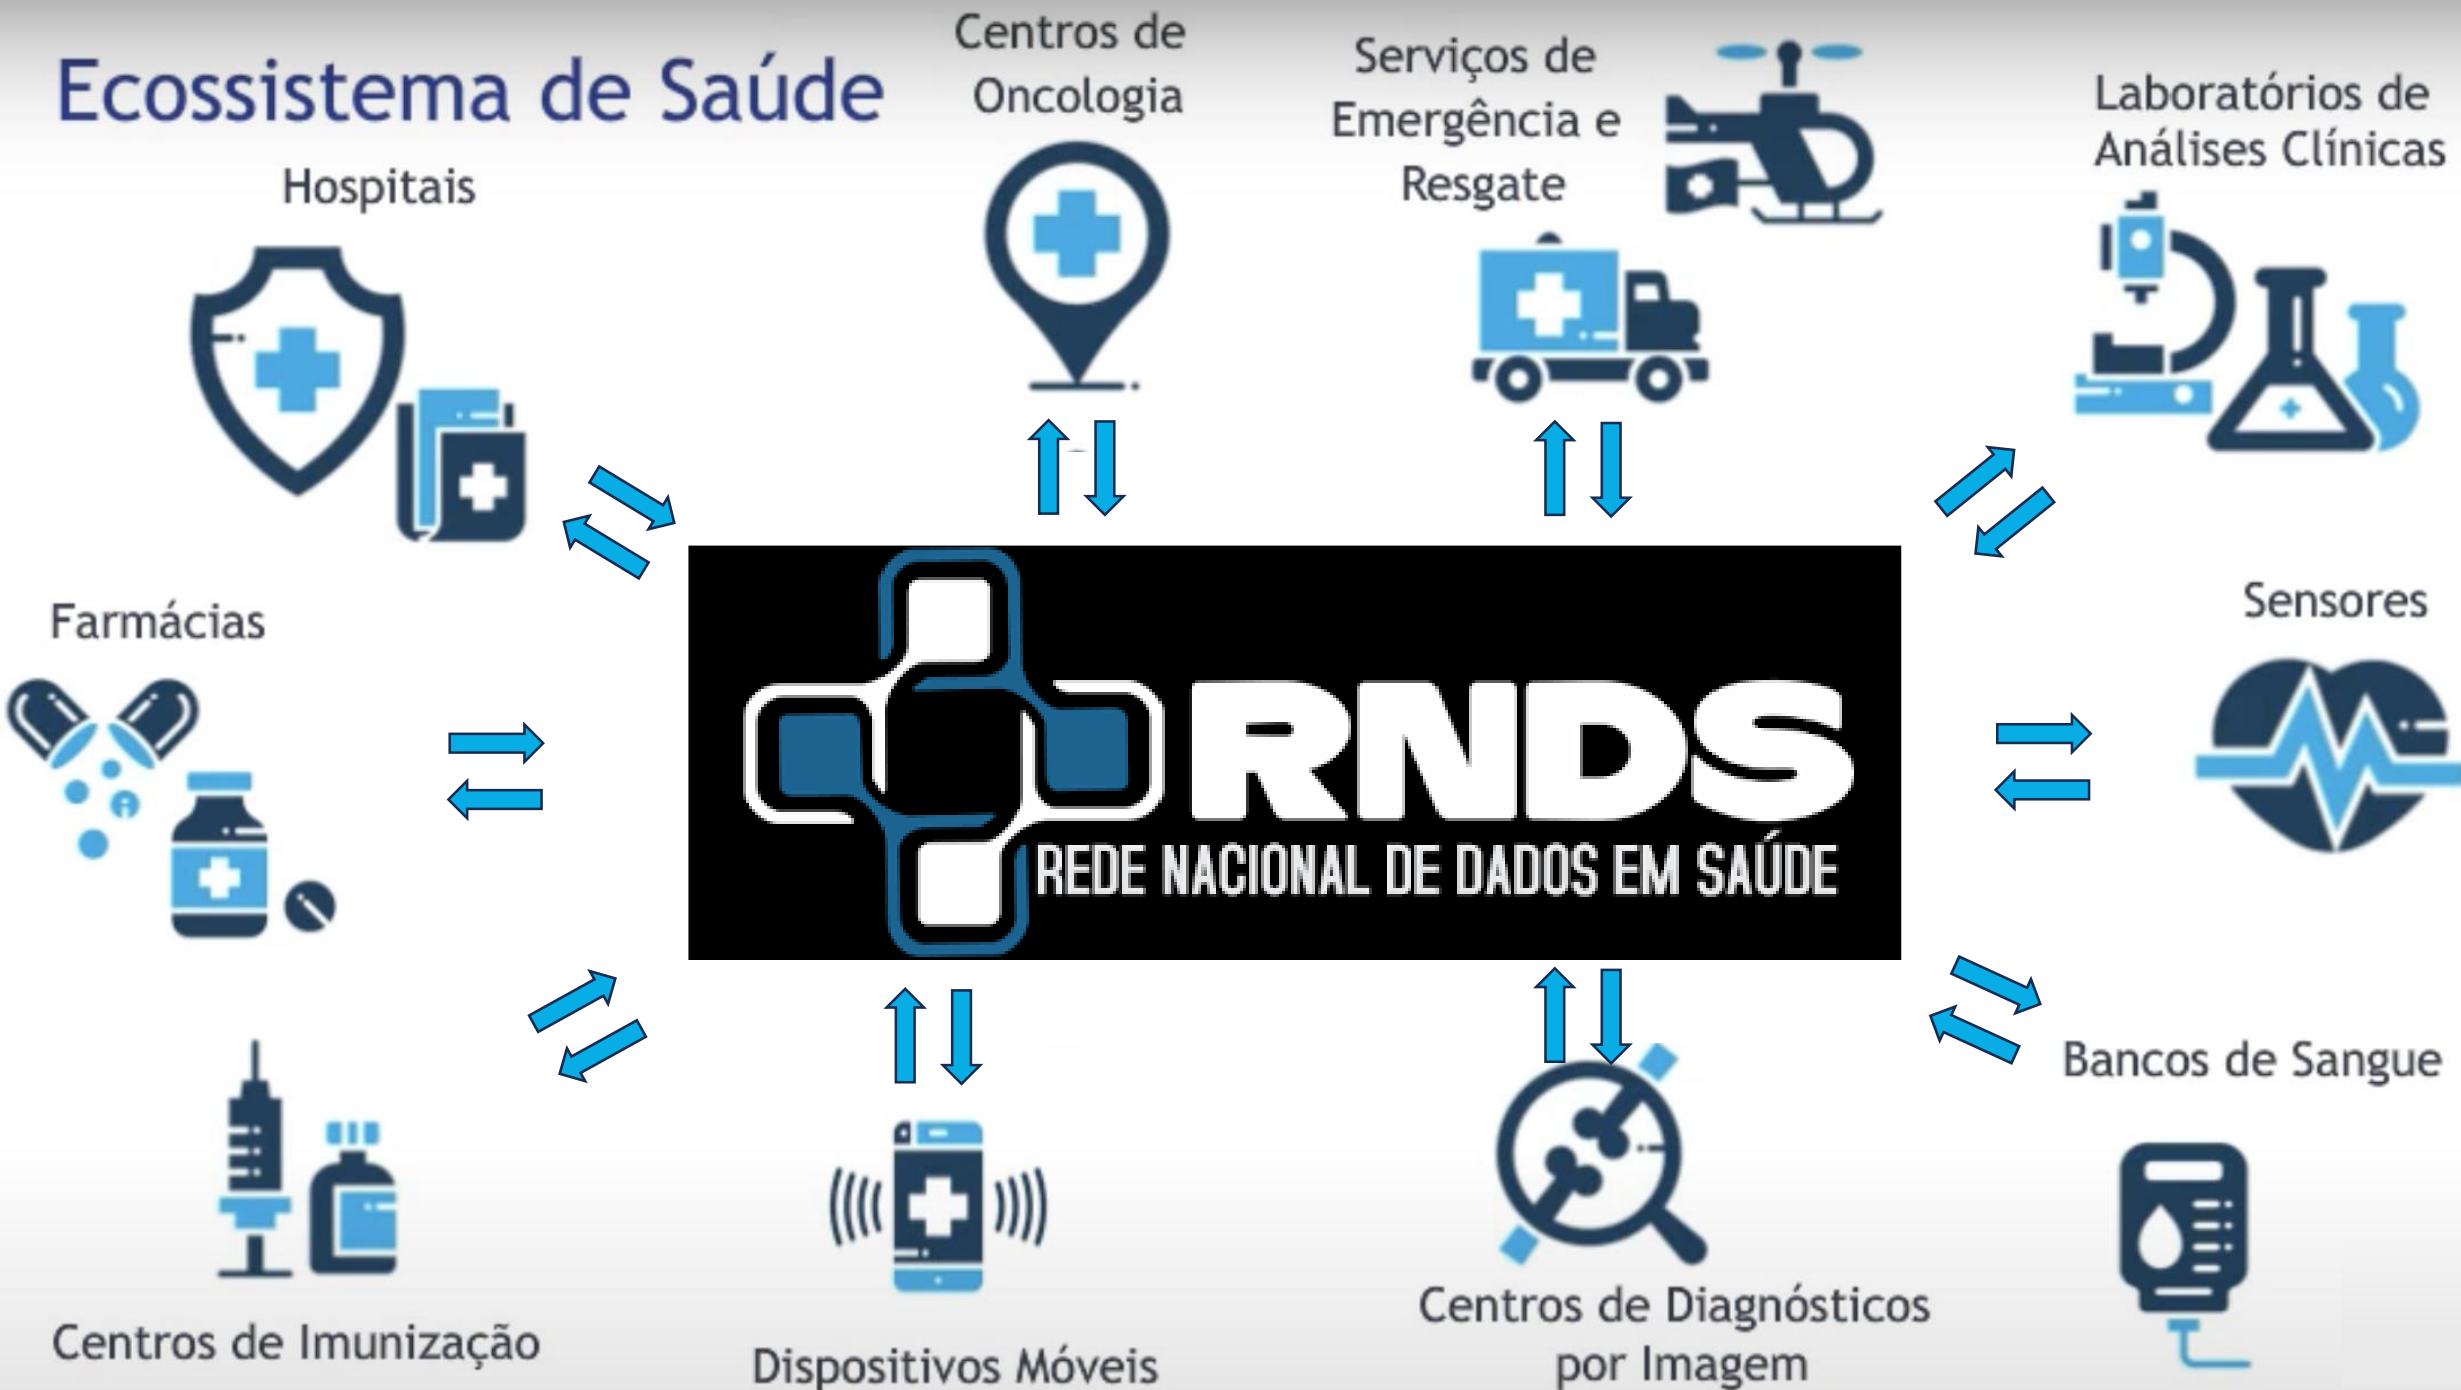 Ecossistema de Saúde
Centros de
Oncologia
Serviços de
Emergência e
Resgate
Laboratórios de
Análises Clínicas
Hospitais
Farmácias
Sensores
RNDS
REDE NACIONAL DE DADOS EM SAÚDE
Bancos de Sangue
Centros de Imunização
Dispositivos Móveis
Centros de Diagnósticos
por Imagem